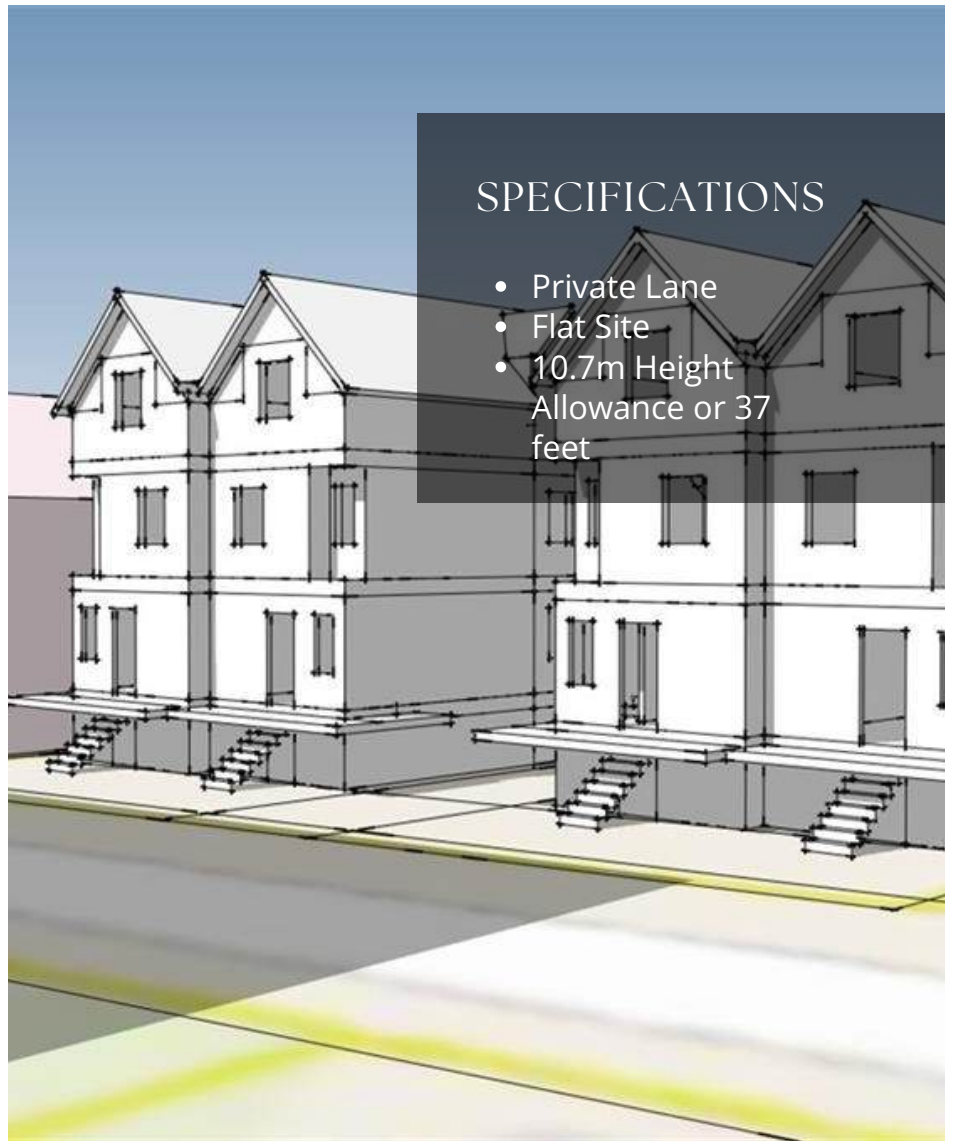 SPECIFICATIONS
• Private Lane
• Flat Site
• 10.7m Height
Allowance or 37
feet